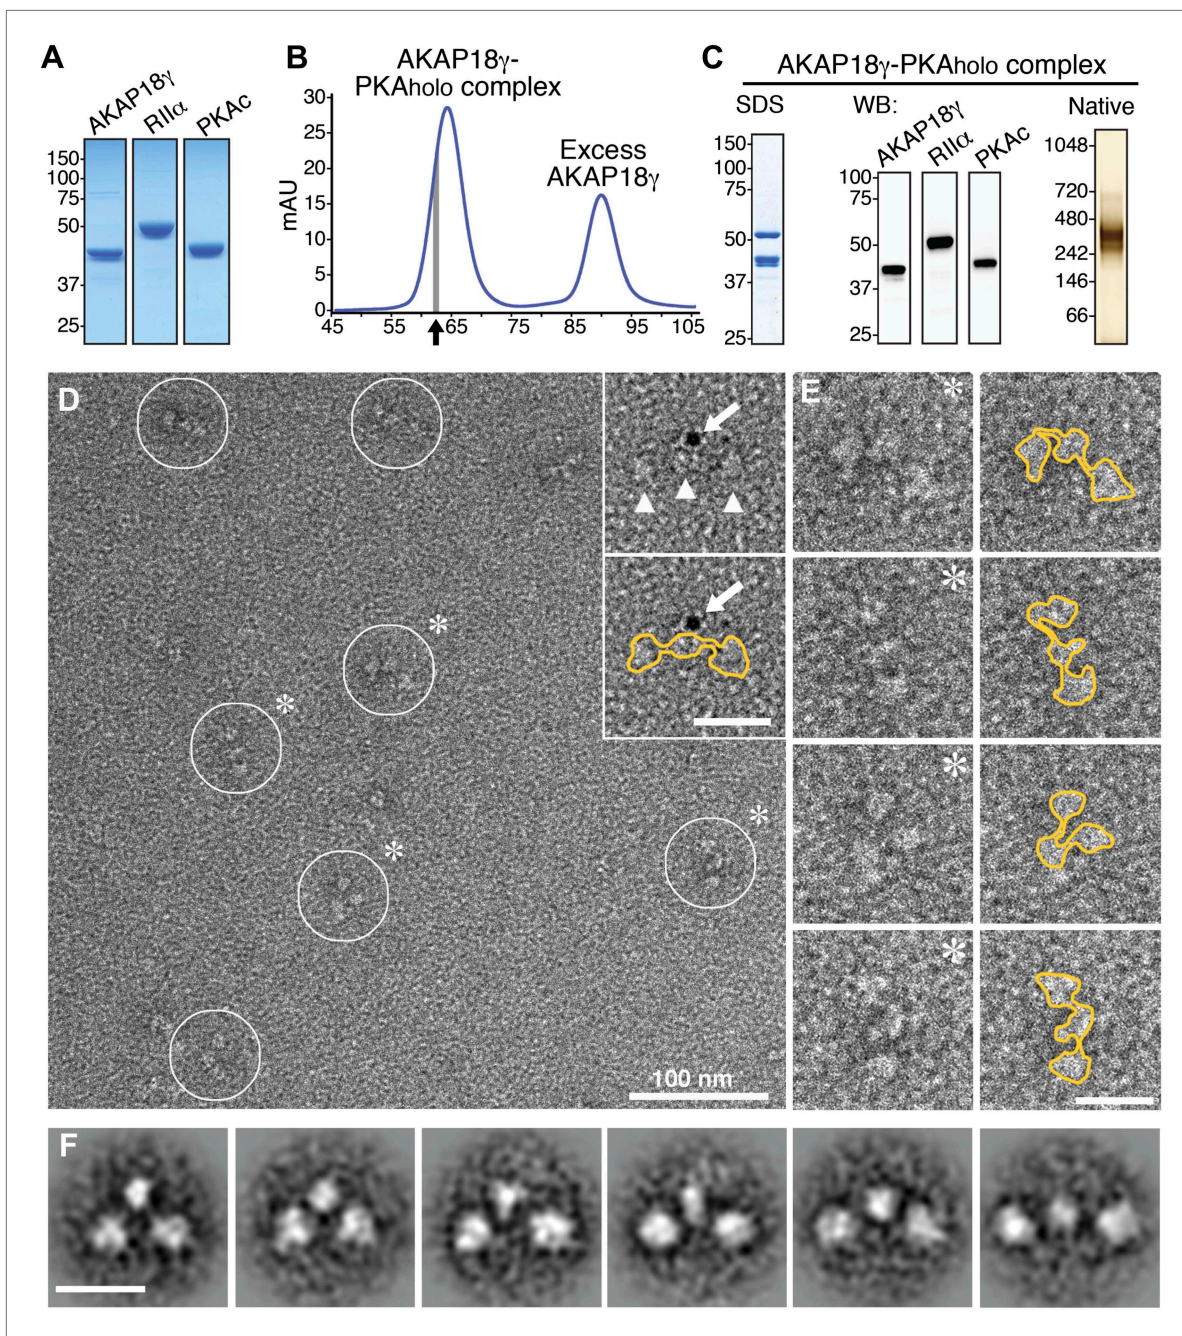 A
AKAP18γ
RIIα
PKAc
150
100
75
50
37
25
B
AKAP18γ-
PKAholo complex
Excess
AKAP18γ
mAU
30
25
20
15
10
5
0
45 55 65 75 85 95 105
C
AKAP18γ-PKAholo complex
SDS
150
100
75
50
37
25
WB:
AKAP18γ
RIIα
PKAc
100
75
50
37
25
Native
1048
720
480
242
146
66
D
*
*
*
*
100 nm
E
*
*
*
*
F